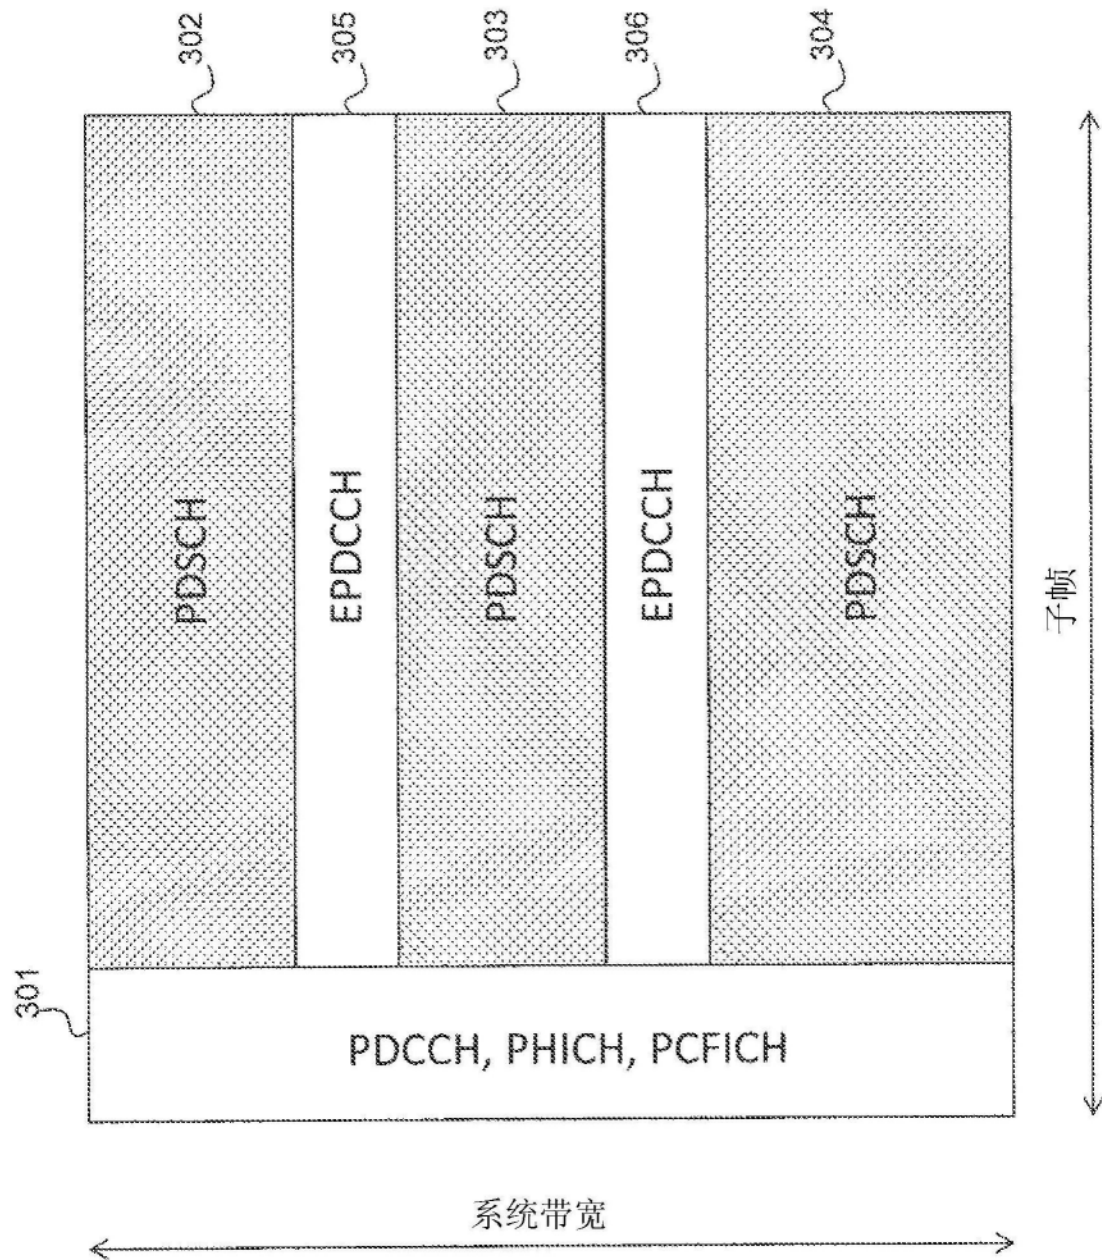 301
302
305
303
306
304
PDCCH, PHICH, PCFICH
PDSCH
EPDCCH
PDSCH
EPDCCH
PDSCH
系统带宽
子帧